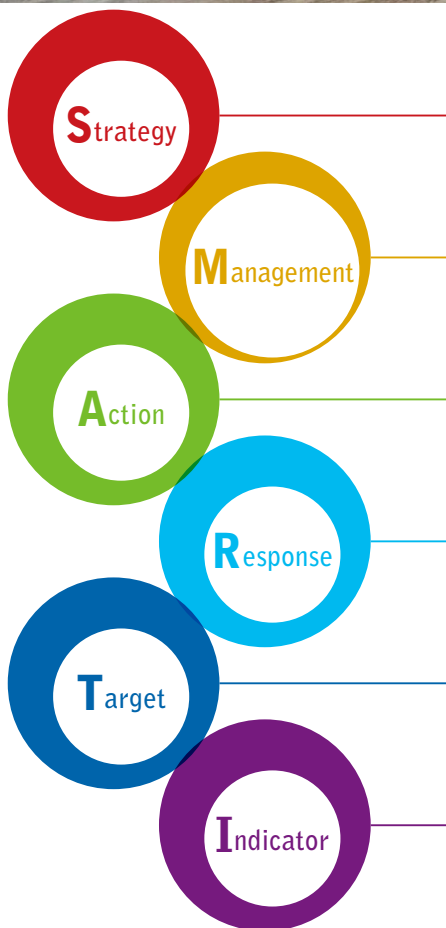 Strategy
Management
Action
Response
Target
Indicator